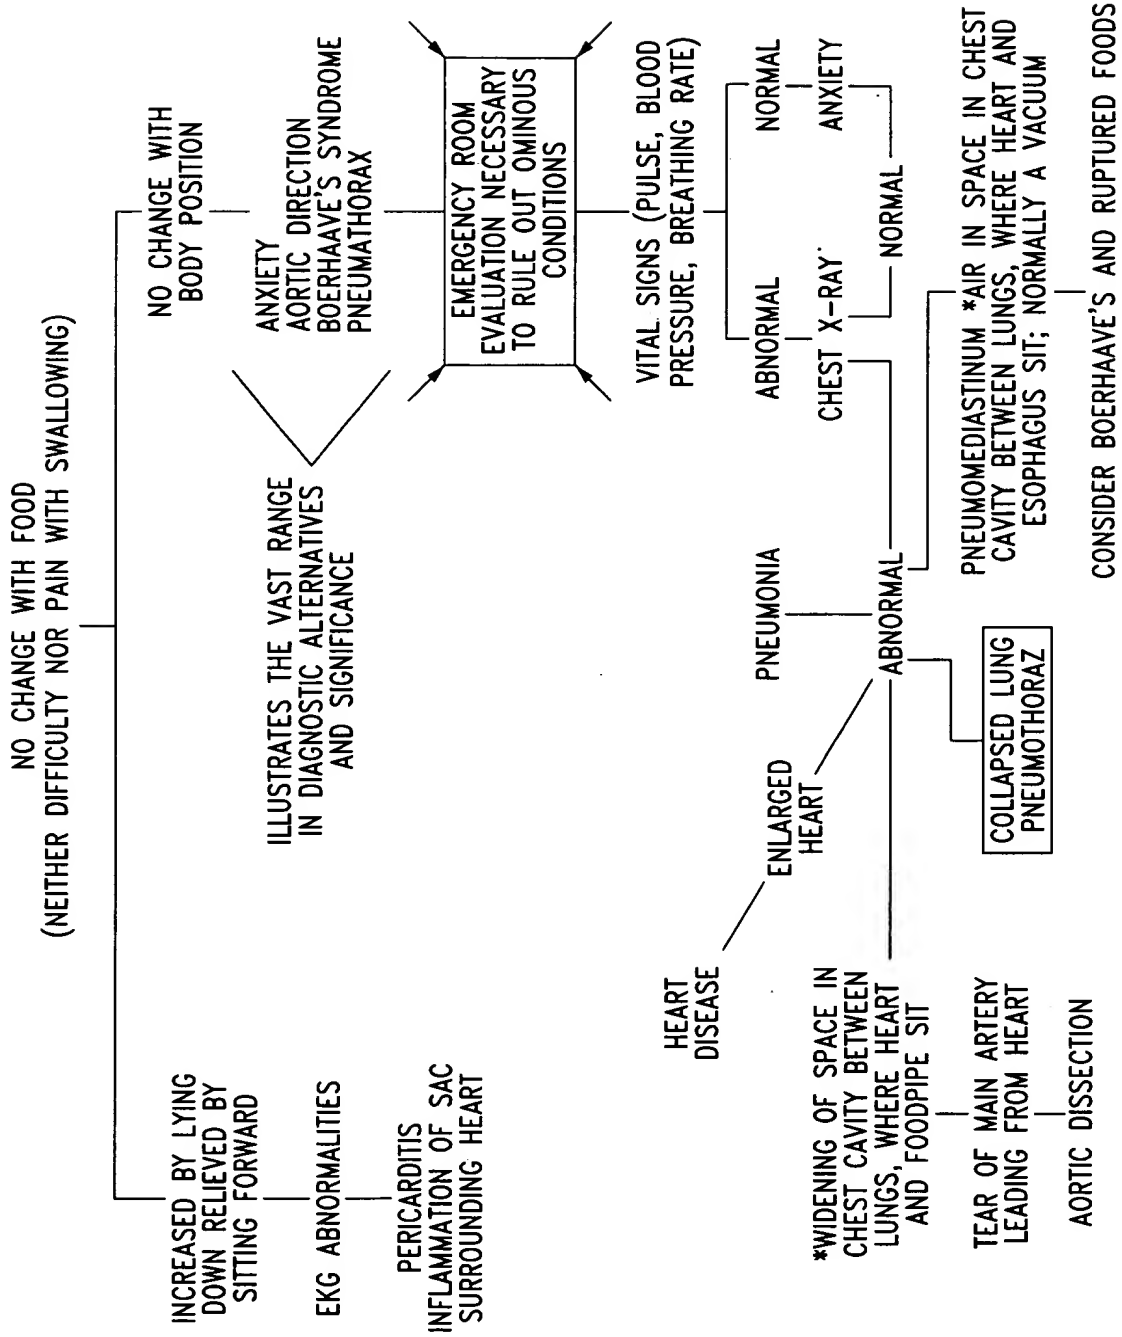 NO CHANGE WITH FOOD
(NEITHER DIFFICULTY NOR PAIN WITH SWALLOWING)
INCREASED BY LYING
DOWN RELIEVED BY
SITTING FORWARD
EKG ABNORMALITIES
PERICARDITIS
INFLAMMATION OF SAC
SURROUNDING HEART
NO CHANGE WITH
BODY POSITION
ANXIETY
AORTIC DIRECTION
BOERHAAVE'S SYNDROME
PNEUMATHORAX
ILLUSTRATES THE VAST RANGE
IN DIAGNOSTIC ALTERNATIVES
AND SIGNIFICANCE
EMERGENCY ROOM
EVALUATION NECESSARY
TO RULE OUT OMINOUS
CONDITIONS
VITAL SIGNS (PULSE, BLOOD
PRESSURE, BREATHING RATE)
ABNORMAL
NORMAL
CHEST X-RAY
ANXIETY
NORMAL
ABNORMAL
PNEUMONIA
ENLARGED
HEART
HEART
DISEASE
*WIDENING OF SPACE IN
CHEST CAVITY BETWEEN
LUNGS, WHERE HEART
AND FOODPIPE SIT
TEAR OF MAIN ARTERY
LEADING FROM HEART
AORTIC DISSECTION
COLLAPSED LUNG
PNEUMOTHORAZ
PNEUMOMEDIASTINUM *AIR IN SPACE IN CHEST
CAVITY BETWEEN LUNGS, WHERE HEART AND
ESOPHAGUS SIT; NORMALLY A VACUUM
CONSIDER BOERHAAVE'S AND RUPTURED FOODS